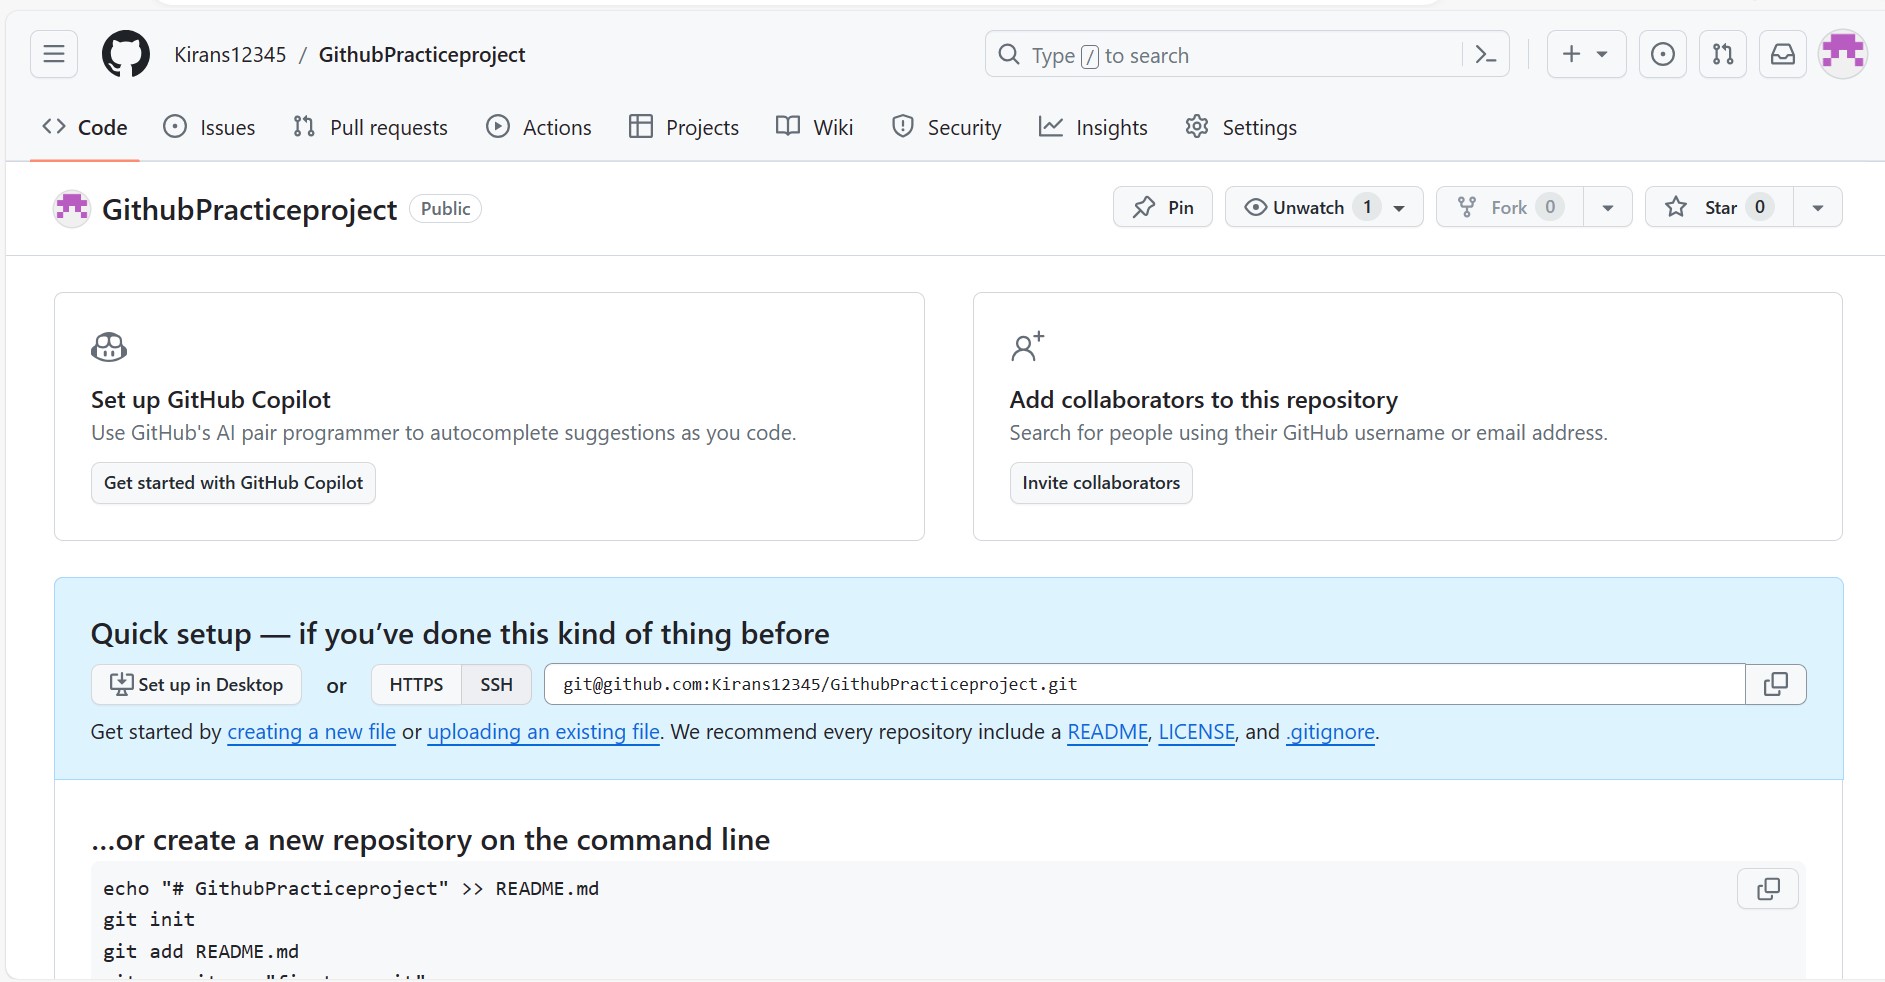 Kirans12345 / GithubPracticeproject
Type / to search
Code Issues Pull requests Actions Projects Wiki Security Insights Settings
GithubPracticeproject Public
Pin Unwatch 1 Fork 0 Star 0
Set up GitHub Copilot
Use GitHub's AI pair programmer to autocomplete suggestions as you code.
Get started with GitHub Copilot
Add collaborators to this repository
Search for people using their GitHub username or email address.
Invite collaborators
Quick setup — if you’ve done this kind of thing before
Set up in Desktop or HTTPS SSH git@github.com:Kirans12345/GithubPracticeproject.git
Get started by creating a new file or uploading an existing file. We recommend every repository include a README, LICENSE, and .gitignore.
…or create a new repository on the command line
echo "# GithubPracticeproject" >> README.md
git init
git add README.md